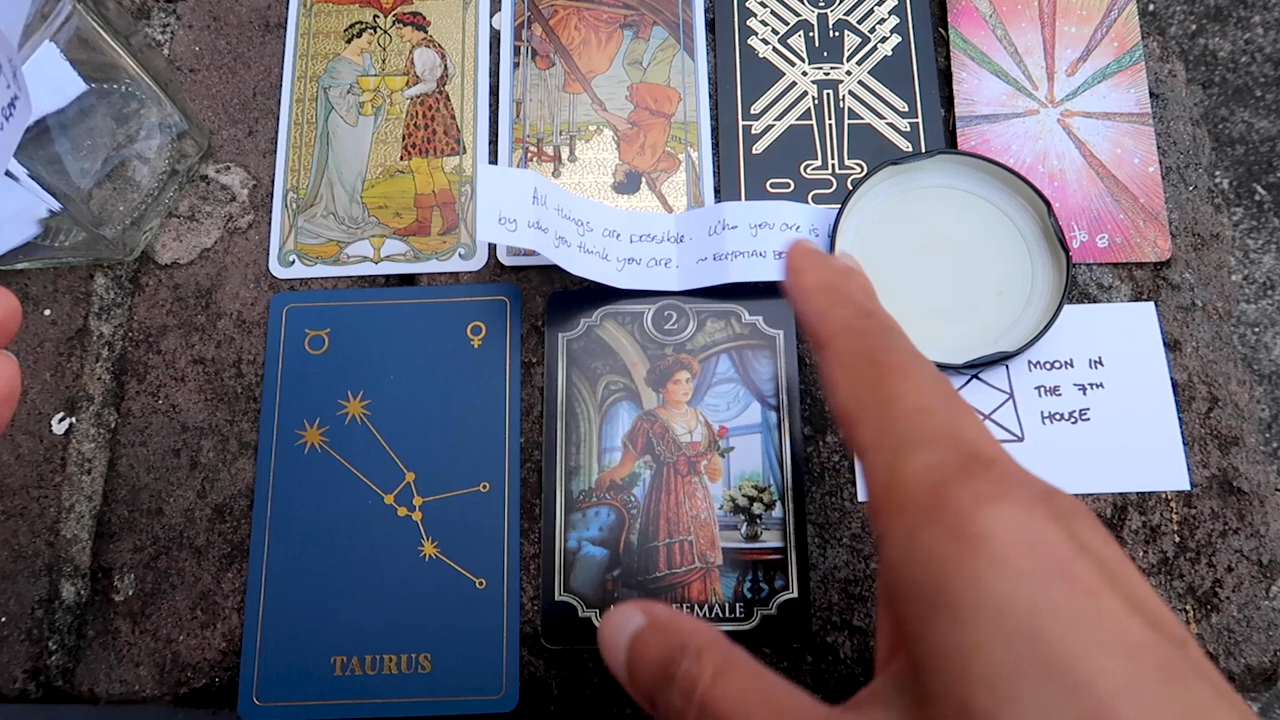 to 8
All things are possible. Who you are is
by who you think you are. ~ EGYPTIAN
2
MOON IN
THE 7TH
HOUSE
FEMALE
TAURUS